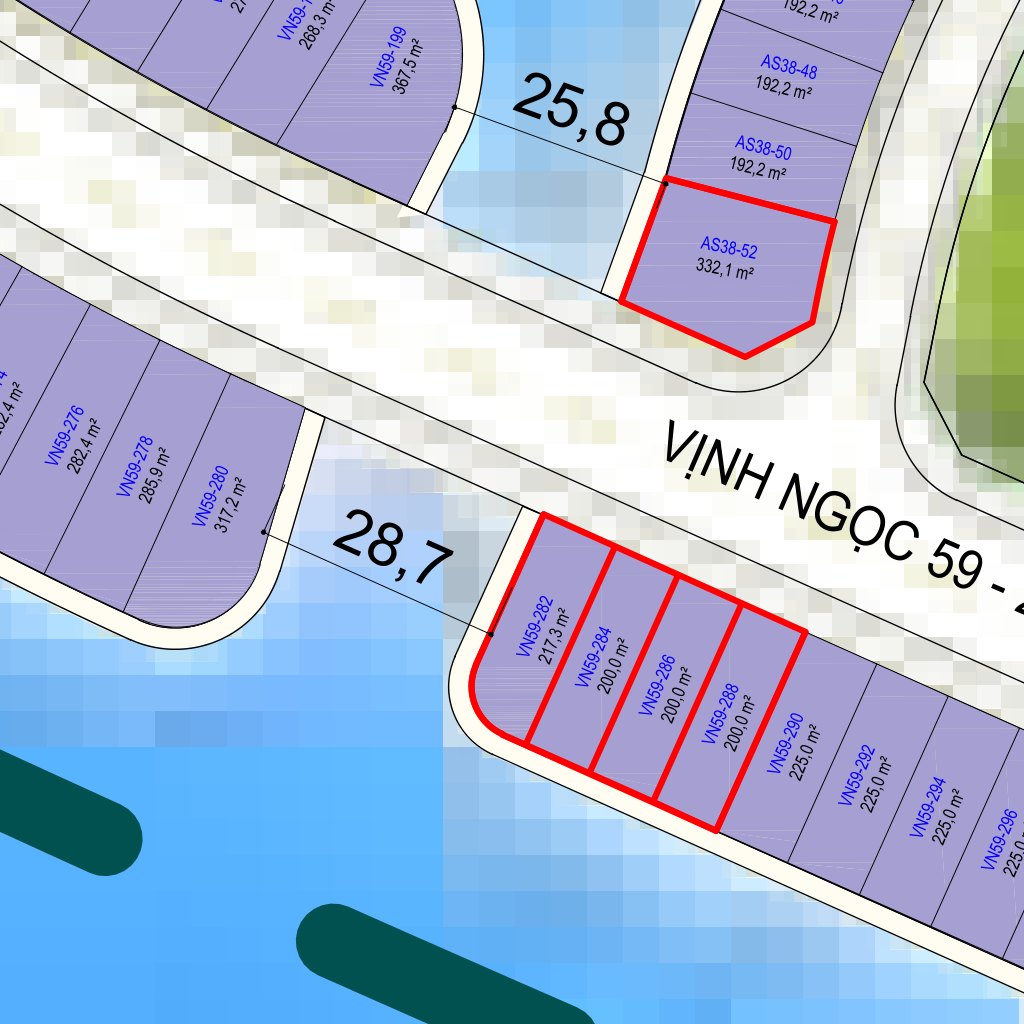 268,3 m²
VN59-199
367,5 m²
25,8
192,2 m²
AS38-48
192,2 m²
AS38-50
192,2 m²
AS38-52
332,1 m²
VN59-276
282,4 m²
VN59-278
285,9 m²
VN59-280
317,2 m²
28,7
VỊNH NGỌC 59 -
VN59-282
217,3 m²
VN59-284
200,0 m²
VN59-286
200,0 m²
VN59-288
200,0 m²
VN59-290
225,0 m²
VN59-292
225,0 m²
VN59-294
225,0 m²
VN59-296